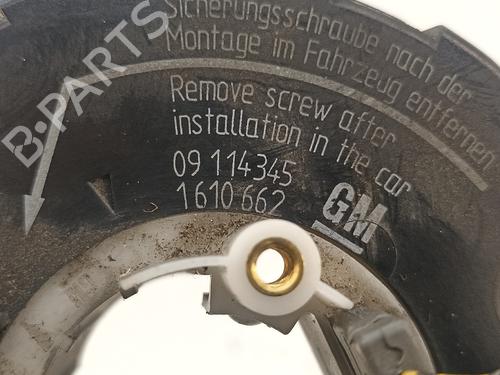 Sicherungsschraube nach der
Montage im Fahrzeug entfernen
Remove screw after
installation in the car
09 114345
1610 662
GM
B-PARTS